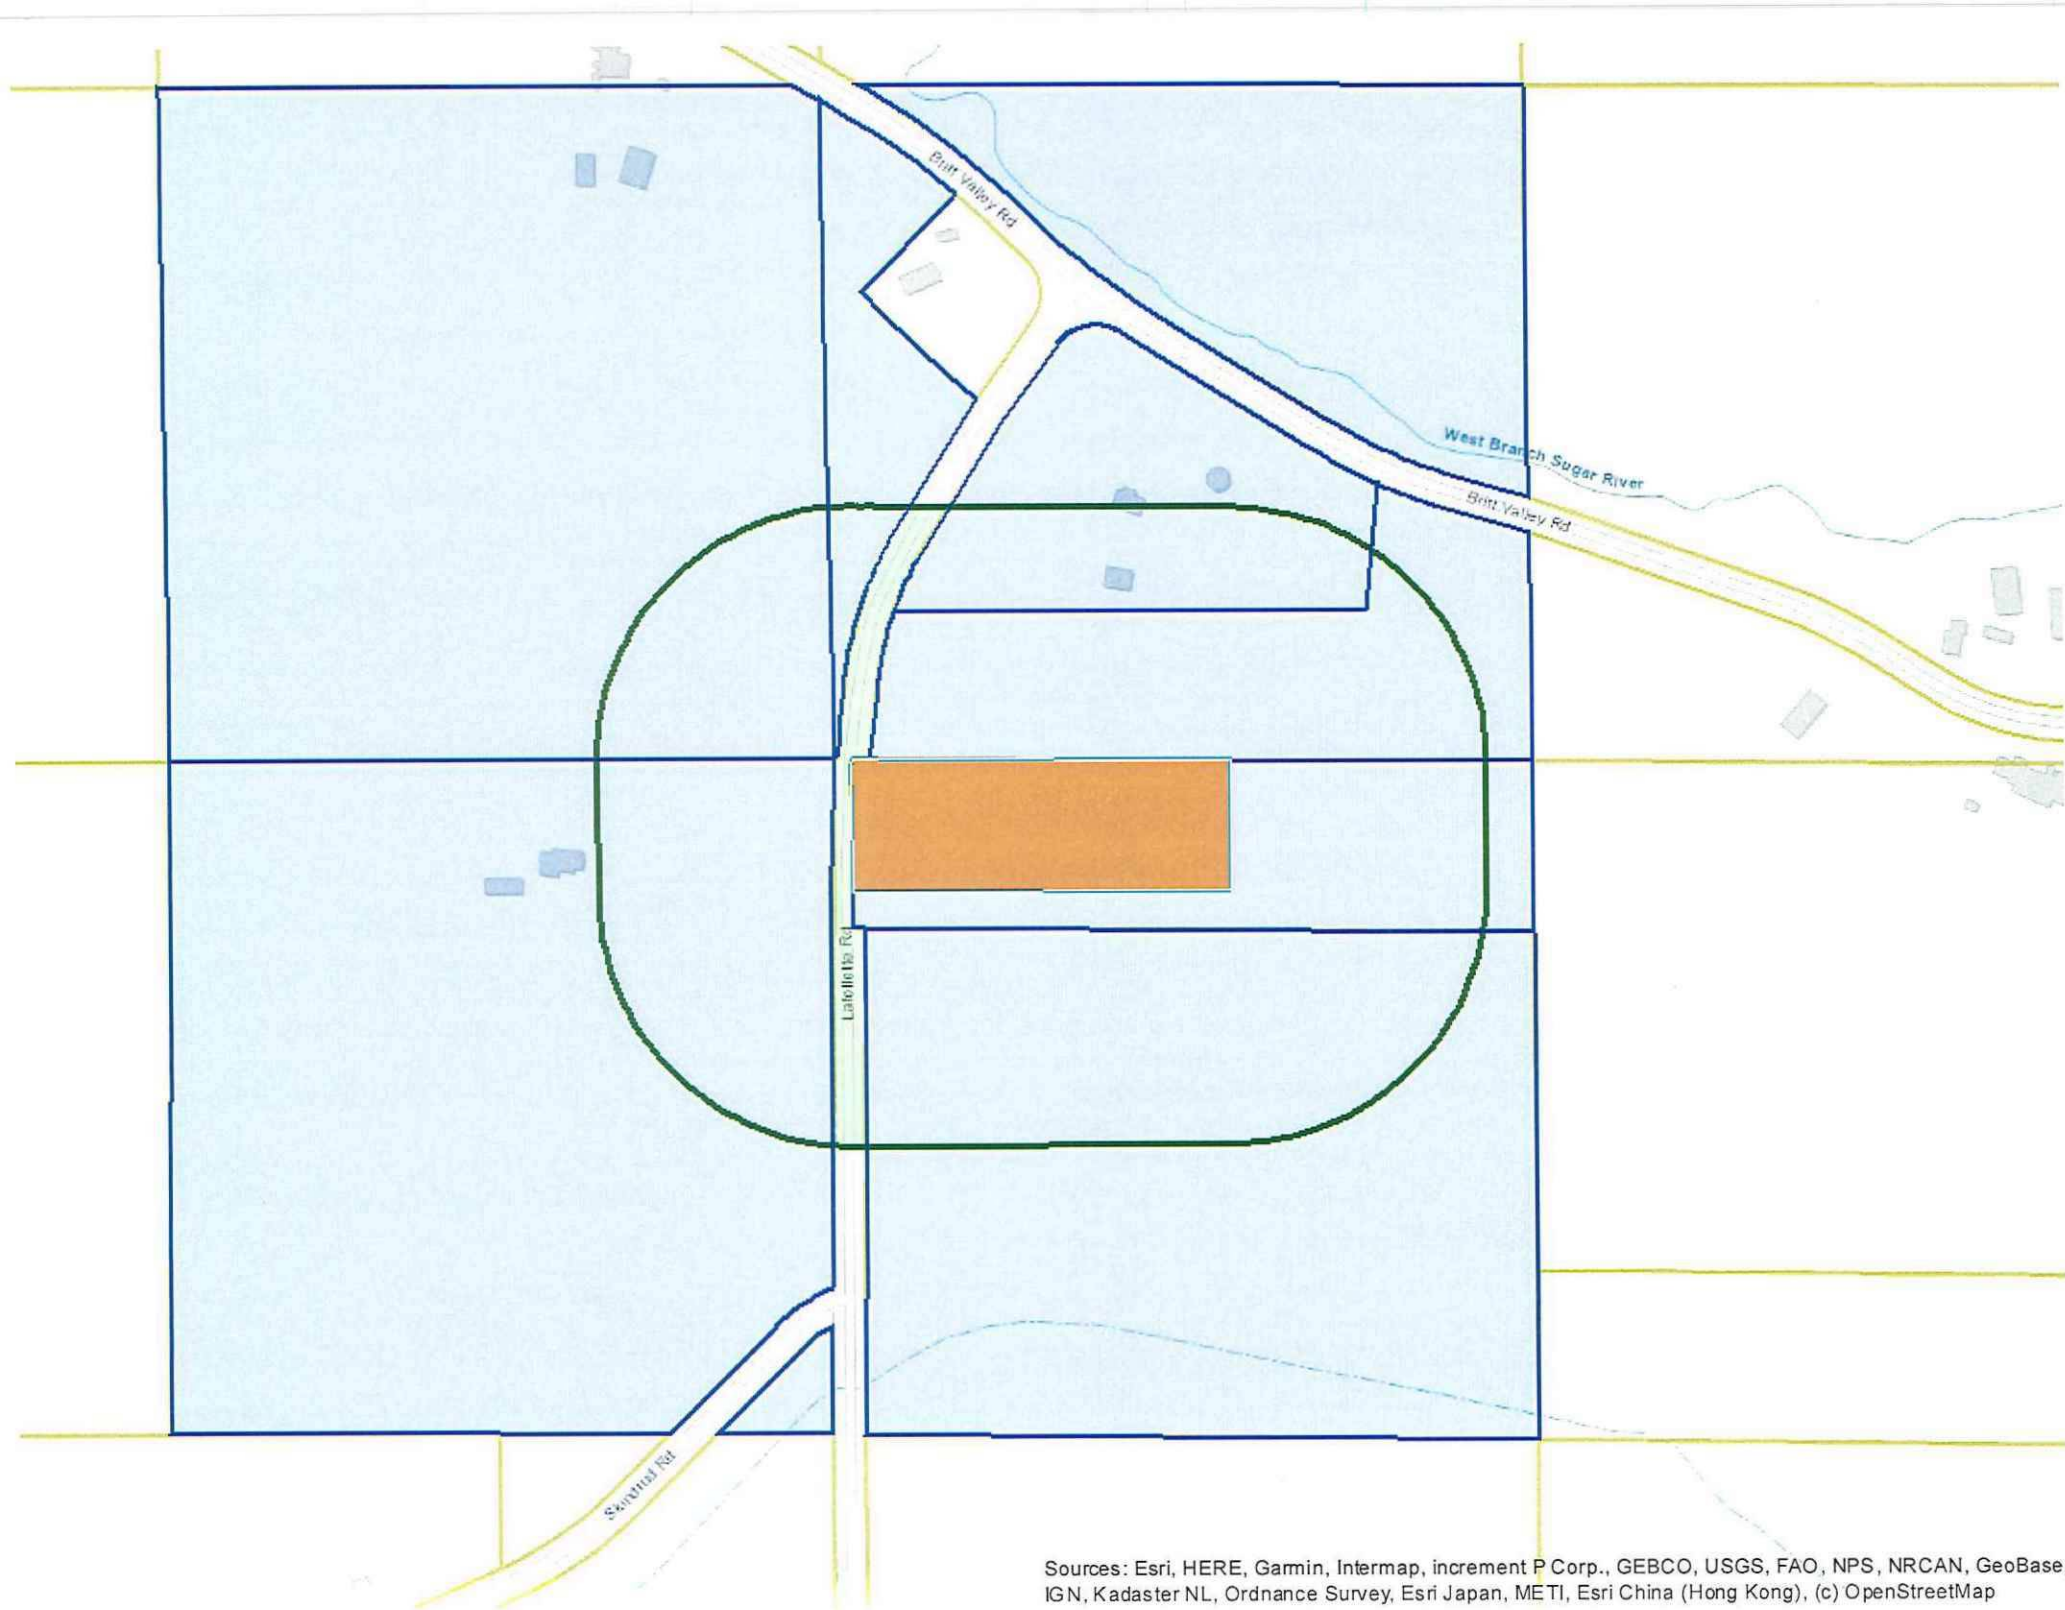 Britt Valley Rd
West Branch Sugar River
Britt Valley Rd
Lafollette Rd
Skindrud Rd
Sources: Esri, HERE, Garmin, Intermap, increment P Corp., GEBCO, USGS, FAO, NPS, NRCAN, GeoBase
IGN, Kadaster NL, Ordnance Survey, Esri Japan, METI, Esri China (Hong Kong), (c) OpenStreetMap